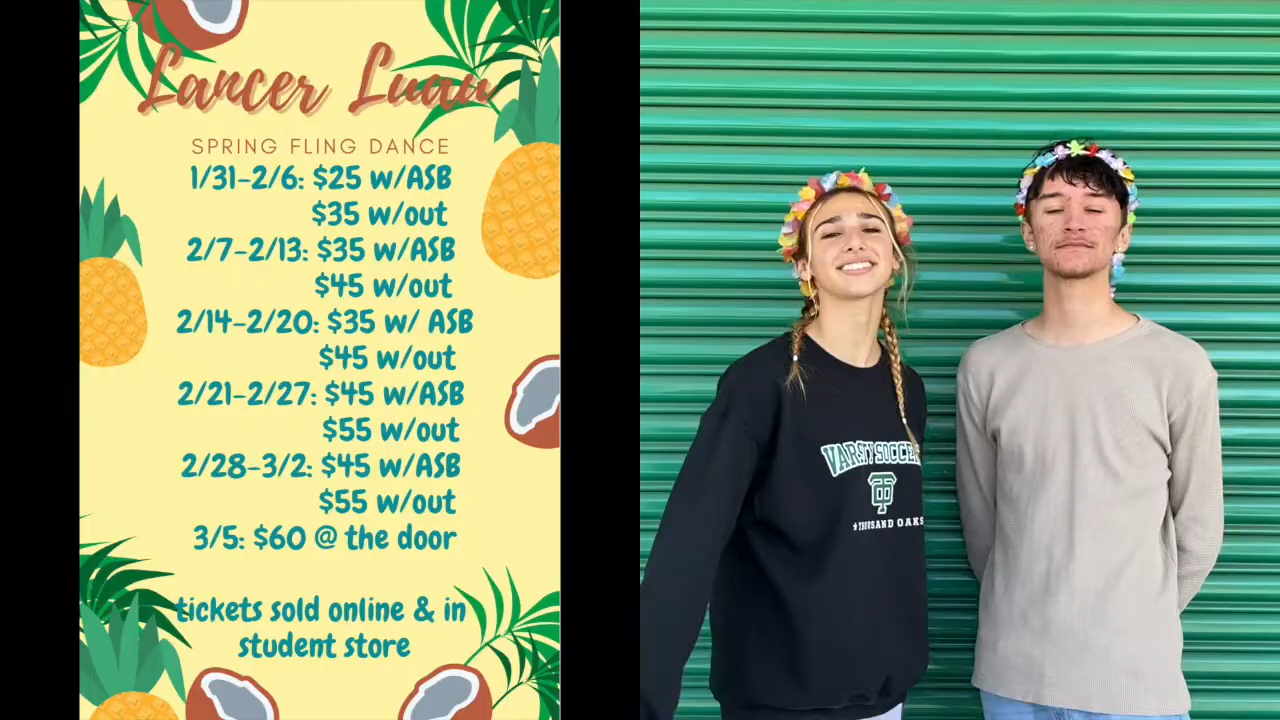 Lancer Luau
SPRING FLING DANCE
1/31-2/6: $25 w/ASB
$35 w/out
2/7-2/13: $35 w/ASB
$45 w/out
2/14-2/20: $35 w/ ASB
$45 w/out
2/21-2/27: $45 w/ASB
$55 w/out
2/28-3/2: $45 w/ASB
$55 w/out
3/5: $60 @ the door
tickets sold online & in
student store
VARSITY SOCCER
TO
THOUSAND OAKS